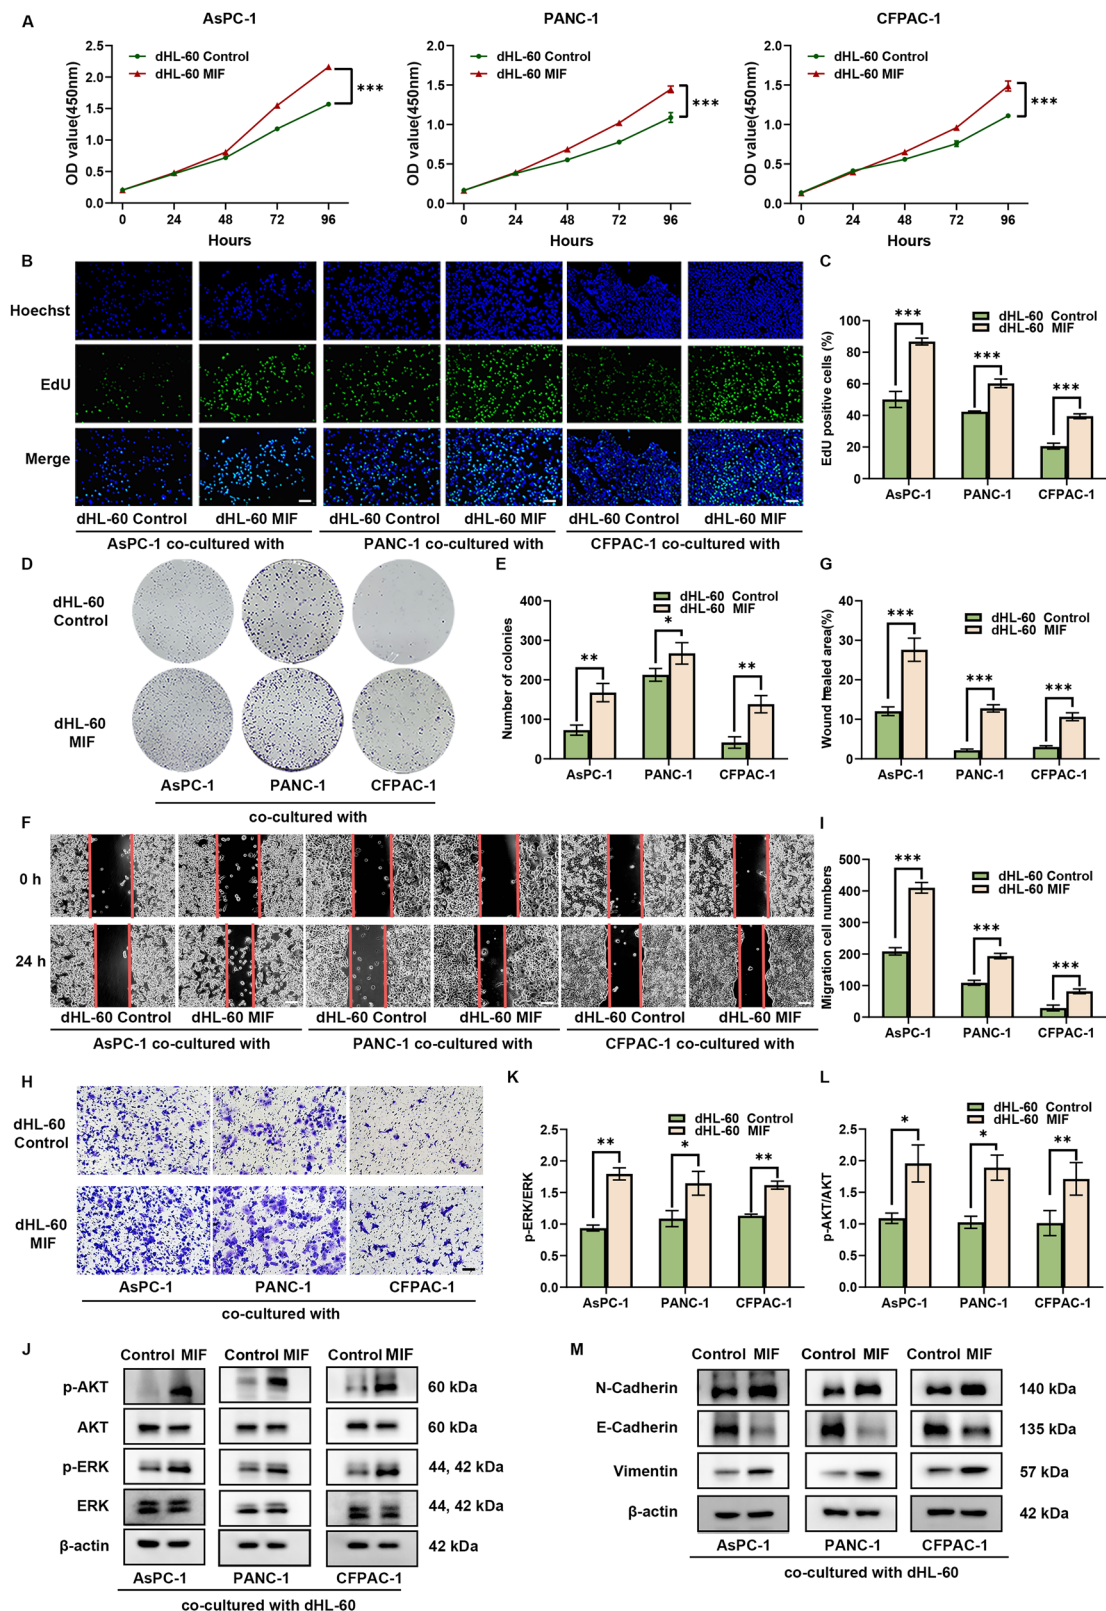 A
AsPC-1
PANC-1
CFPAC-1
OD value(450nm)
2.5
2.0
1.5
1.0
0.5
0.0
dHL-60 Control
dHL-60 MIF
***
0 24 48 72 96
Hours
OD value(450nm)
2.0
1.5
1.0
0.5
0.0
dHL-60 Control
dHL-60 MIF
***
0 24 48 72 96
Hours
OD value(450nm)
2.0
1.5
1.0
0.5
0.0
dHL-60 Control
dHL-60 MIF
***
0 24 48 72 96
Hours
B
Hoechst
EdU
Merge
dHL-60 Control dHL-60 MIF dHL-60 Control dHL-60 MIF dHL-60 Control dHL-60 MIF
AsPC-1 co-cultured with PANC-1 co-cultured with CFPAC-1 co-cultured with
C
dHL-60 Control
dHL-60 MIF
EdU positive cells (%)
100
80
60
40
20
0
*** *** ***
AsPC-1 PANC-1 CFPAC-1
D
dHL-60
Control
dHL-60
MIF
AsPC-1 PANC-1 CFPAC-1
co-cultured with
E
dHL-60 Control
dHL-60 MIF
Number of colonies
400
300
200
100
0
** * **
AsPC-1 PANC-1 CFPAC-1
G
dHL-60 Control
dHL-60 MIF
Wound healed area(%)
40
30
20
10
0
*** *** ***
AsPC-1 PANC-1 CFPAC-1
F
0 h
24 h
dHL-60 Control dHL-60 MIF dHL-60 Control dHL-60 MIF dHL-60 Control dHL-60 MIF
AsPC-1 co-cultured with PANC-1 co-cultured with CFPAC-1 co-cultured with
I
dHL-60 Control
dHL-60 MIF
Migration cell numbers
500
400
300
200
100
0
*** *** ***
AsPC-1 PANC-1 CFPAC-1
H
dHL-60
Control
dHL-60
MIF
AsPC-1 PANC-1 CFPAC-1
co-cultured with
K
dHL-60 Control
dHL-60 MIF
p-ERK/ERK
2.5
2.0
1.5
1.0
0.5
0.0
** * **
AsPC-1 PANC-1 CFPAC-1
L
dHL-60 Control
dHL-60 MIF
p-AKT/AKT
2.5
2.0
1.5
1.0
0.5
0.0
* * **
AsPC-1 PANC-1 CFPAC-1
J
Control MIF Control MIF Control MIF
p-AKT 60 kDa
AKT 60 kDa
p-ERK 44, 42 kDa
ERK 44, 42 kDa
β-actin 42 kDa
AsPC-1 PANC-1 CFPAC-1
co-cultured with dHL-60
M
Control MIF Control MIF Control MIF
N-Cadherin 140 kDa
E-Cadherin 135 kDa
Vimentin 57 kDa
β-actin 42 kDa
AsPC-1 PANC-1 CFPAC-1
co-cultured with dHL-60